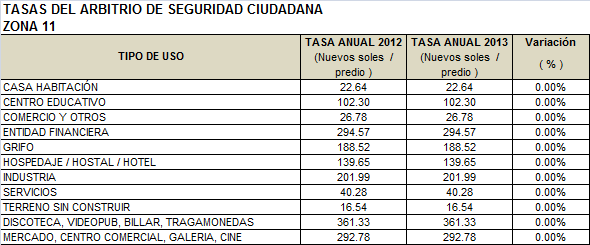 TASAS DEL ARBITRIO DE SEGURIDAD CIUDADANA
ZONA 11
TIPO DE USO TASA ANUAL 2012 (Nuevos soles / predio ) TASA ANUAL 2013 (Nuevos soles / predio ) Variación ( % )
CASA HABITACIÓN 22.64 22.64 0.00%
CENTRO EDUCATIVO 102.30 102.30 0.00%
COMERCIO Y OTROS 26.78 26.78 0.00%
ENTIDAD FINANCIERA 294.57 294.57 0.00%
GRIFO 188.52 188.52 0.00%
HOSPEDAJE / HOSTAL / HOTEL 139.65 139.65 0.00%
INDUSTRIA 201.99 201.99 0.00%
SERVICIOS 40.28 40.28 0.00%
TERRENO SIN CONSTRUIR 16.54 16.54 0.00%
DISCOTECA, VIDEOPUB, BILLAR, TRAGAMONEDAS 361.33 361.33 0.00%
MERCADO, CENTRO COMERCIAL, GALERIA, CINE 292.78 292.78 0.00%